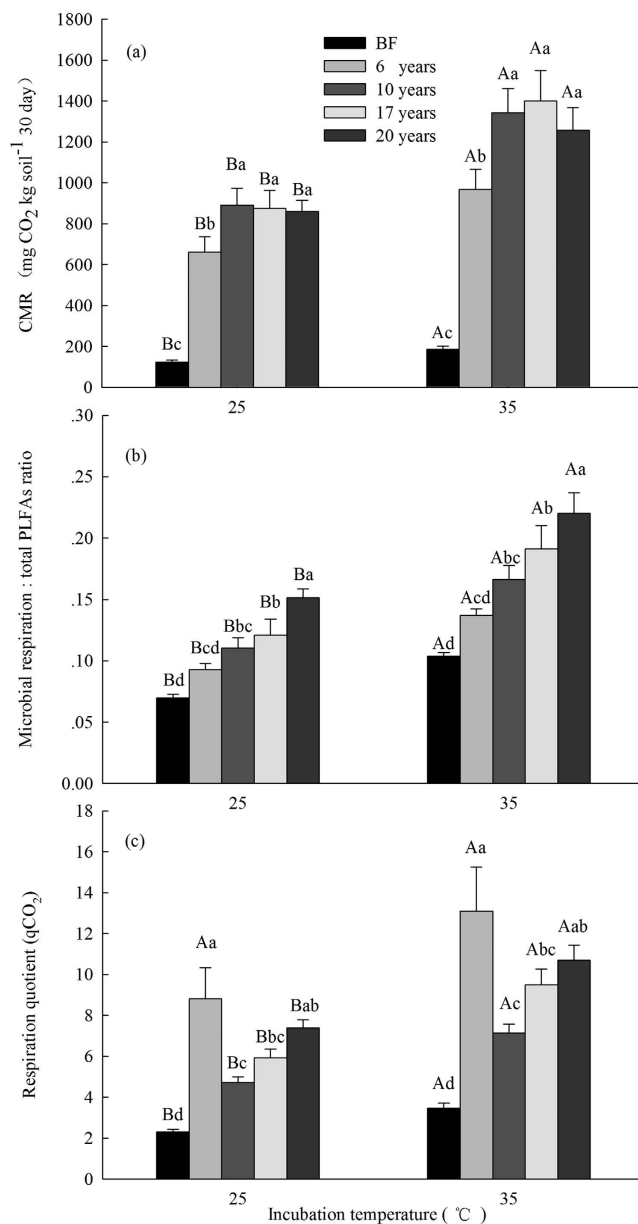 1800
1600
1400
1200
1000
800
600
400
200
0
CMR (mg CO₂ kg soil⁻¹ 30 day)
(a)
BF
6 years
10 years
17 years
20 years
Bc
Bb
Ba
Ba
Ba
Ac
Ab
Aa
Aa
Aa
25
35
.30
.25
.20
.15
.10
.05
0.00
Microbial respiration : total PLFAs ratio
(b)
Bd
Bcd
Bbc
Bb
Ba
Ad
Acd
Abc
Ab
Aa
25
35
18
16
14
12
10
8
6
4
2
0
Respiration quotient (qCO₂)
(c)
Bd
Aa
Bc
Bbc
Bab
Ad
Aa
Ac
Abc
Aab
25
35
Incubation temperature ( ℃)